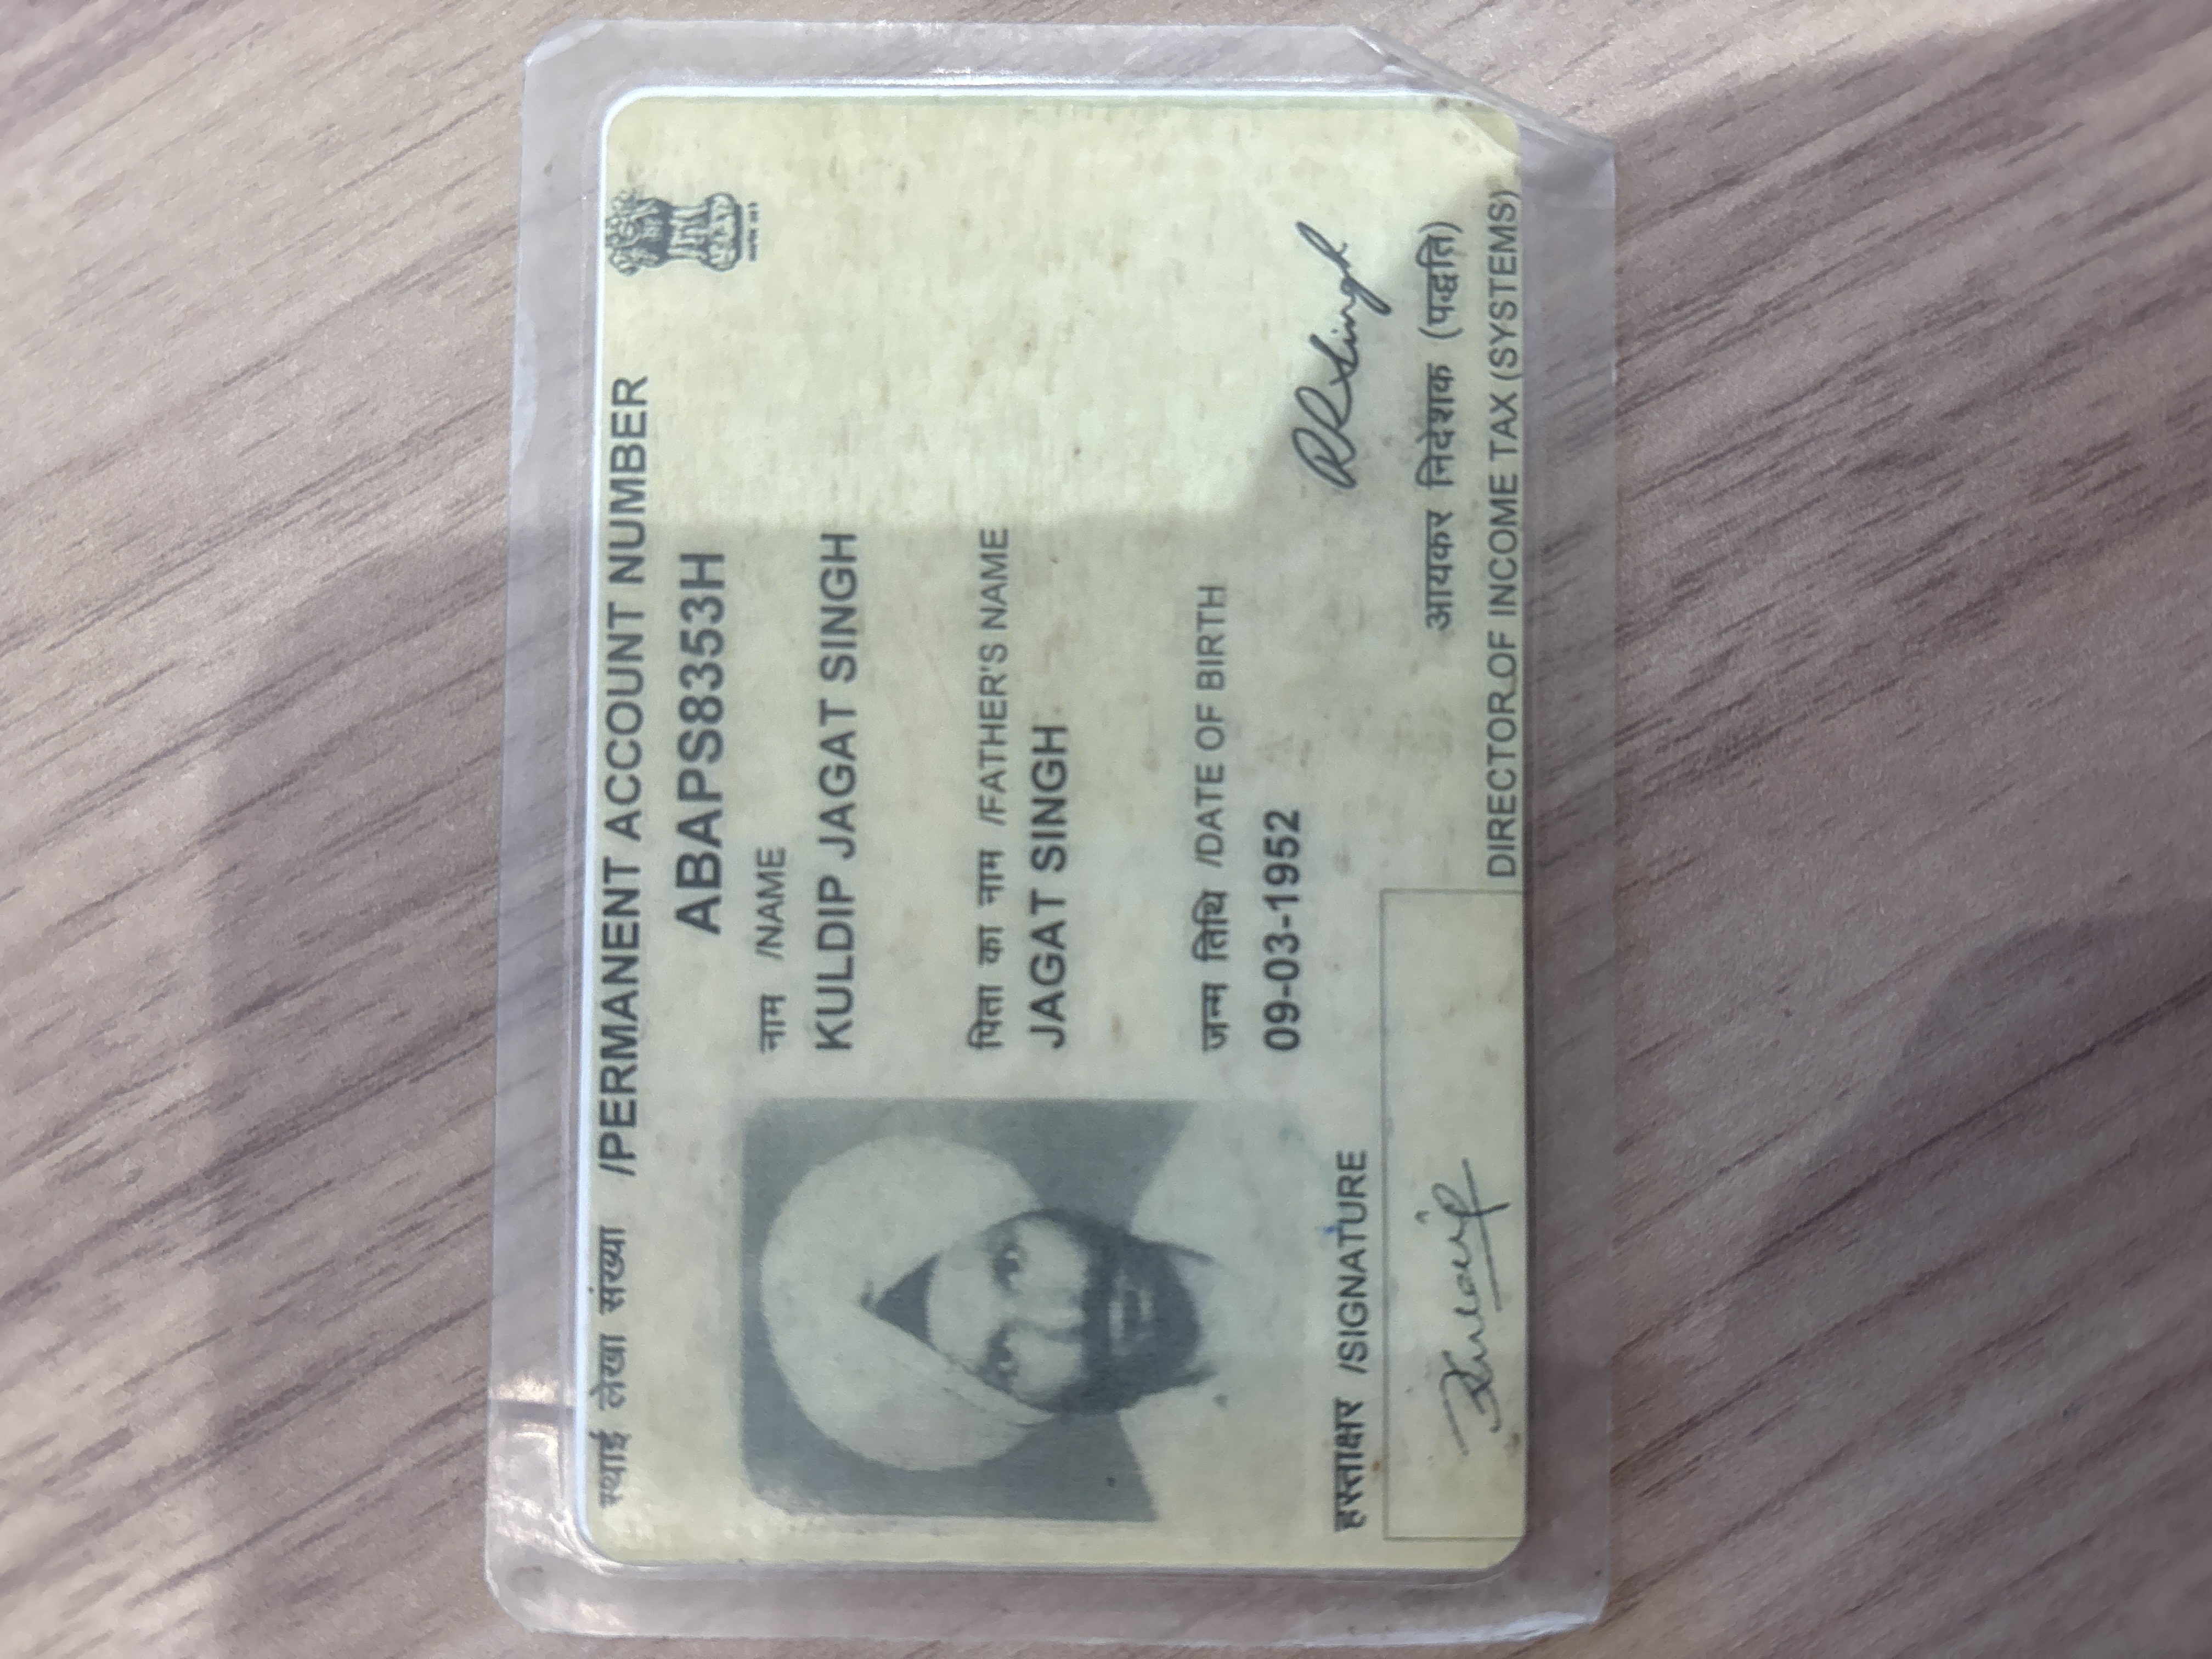 स्थाई लेखा संख्या /PERMANENT ACCOUNT NUMBER
ABAPS8353H
नाम /NAME
KULDIP JAGAT SINGH
पिता का नाम /FATHER'S NAME
JAGAT SINGH
जन्म तिथि /DATE OF BIRTH
09-03-1952
हस्ताक्षर /SIGNATURE
RRSingh
आयकर निदेशक (पद्धति)
DIRECTOR OF INCOME TAX (SYSTEMS)